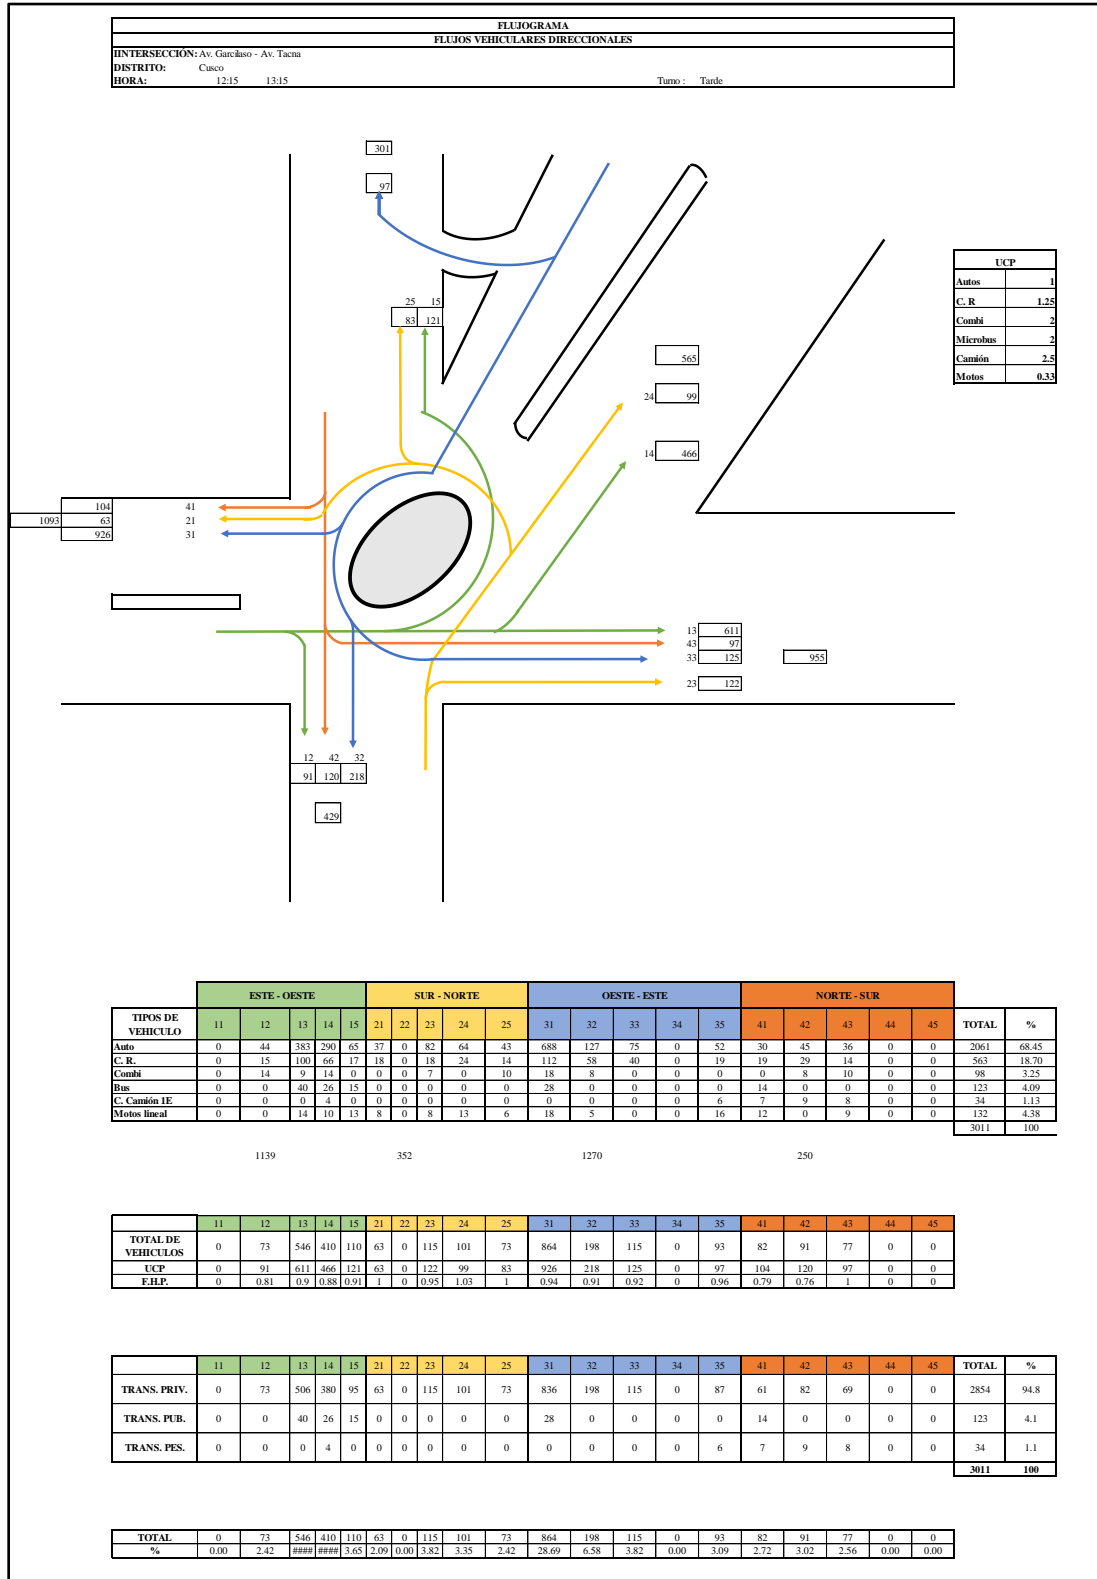 FLUJOGRAMA
FLUJOS VEHICULARES DIRECCIONALES
IINTERSECCIÓN: Av. Garcilaso - Av. Tacna
DISTRITO: Cusco
HORA: 12:15 13:15 Turno : Tarde
301
97
UCP
Autos 1
C. R 1.25
Combi 2
Microbus 2
Camión 2.5
Motos 0.33
25 15
83 121
565
24 99
14 466
104 41
1093 63 21
926 31
13 611
43 97
33 125 955
23 122
12 42 32
91 120 218
429
ESTE - OESTE SUR - NORTE OESTE - ESTE NORTE - SUR
TIPOS DE VEHICULO 11 12 13 14 15 21 22 23 24 25 31 32 33 34 35 41 42 43 44 45 TOTAL %
Auto 0 44 383 290 65 37 0 82 64 43 688 127 75 0 52 30 45 36 0 0 2061 68.45
C. R. 0 15 100 66 17 18 0 18 24 14 112 58 40 0 19 19 29 14 0 0 563 18.70
Combi 0 14 9 14 0 0 0 7 0 10 18 8 0 0 0 0 8 10 0 0 98 3.25
Bus 0 0 40 26 15 0 0 0 0 0 28 0 0 0 0 14 0 0 0 0 123 4.09
C. Camión 1E 0 0 0 4 0 0 0 0 0 0 0 0 0 0 6 7 9 8 0 0 34 1.13
Motos lineal 0 0 14 10 13 8 0 8 13 6 18 5 0 0 16 12 0 9 0 0 132 4.38
3011 100
1139 352 1270 250
11 12 13 14 15 21 22 23 24 25 31 32 33 34 35 41 42 43 44 45
TOTAL DE VEHICULOS 0 73 546 410 110 63 0 115 101 73 864 198 115 0 93 82 91 77 0 0
UCP 0 91 611 466 121 63 0 122 99 83 926 218 125 0 97 104 120 97 0 0
F.H.P. 0 0.81 0.9 0.88 0.91 1 0 0.95 1.03 1 0.94 0.91 0.92 0 0.96 0.79 0.76 1 0 0
11 12 13 14 15 21 22 23 24 25 31 32 33 34 35 41 42 43 44 45 TOTAL %
TRANS. PRIV. 0 73 506 380 95 63 0 115 101 73 836 198 115 0 87 61 82 69 0 0 2854 94.8
TRANS. PUB. 0 0 40 26 15 0 0 0 0 0 28 0 0 0 0 14 0 0 0 0 123 4.1
TRANS. PES. 0 0 0 4 0 0 0 0 0 0 0 0 0 0 6 7 9 8 0 0 34 1.1
3011 100
TOTAL 0 73 546 410 110 63 0 115 101 73 864 198 115 0 93 82 91 77 0 0
% 0.00 2.42 #### #### 3.65 2.09 0.00 3.82 3.35 2.42 28.69 6.58 3.82 0.00 3.09 2.72 3.02 2.56 0.00 0.00